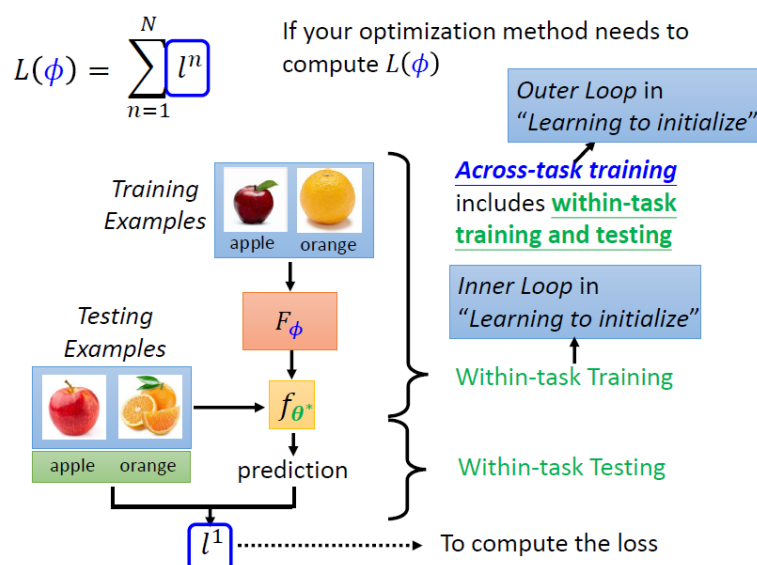 L(ϕ) = ∑_{n=1}^{N} l^n
If your optimization method needs to
compute L(ϕ)
Outer Loop in
“Learning to initialize”
Across-task training
includes within-task
training and testing
Training
Examples
apple orange
Inner Loop in
“Learning to initialize”
F_ϕ
Testing
Examples
Within-task Training
f_{θ*}
apple orange
prediction
Within-task Testing
l^1
To compute the loss